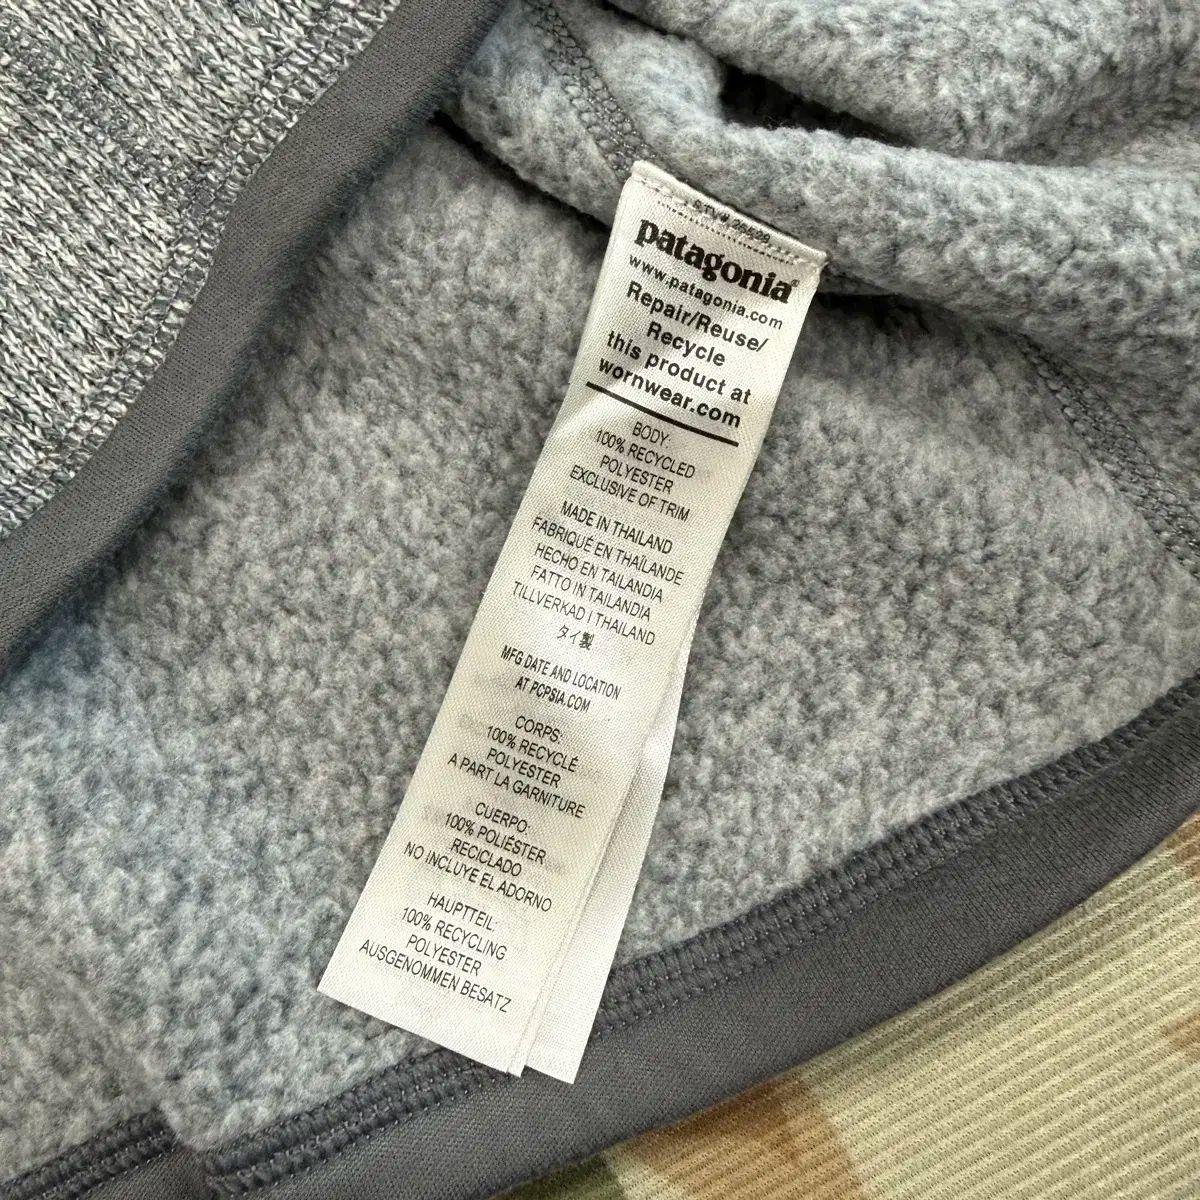 patagonia®
www.patagonia.com
Repair/Reuse/
Recycle
this product at
wornwear.com
BODY:
100% RECYCLED
POLYESTER
EXCLUSIVE OF TRIM
MADE IN THAILAND
FABRIQUÉ EN THAÏLANDE
HECHO EN TAILANDIA
FATTO IN TAILANDIA
TILLVERKAD I THAILAND
タイ製
MFG DATE AND LOCATION
AT PCPSIA.COM
CORPS:
100% RECYCLÉ
POLYESTER
A PART LA GARNITURE
CUERPO:
100% POLIÉSTER
RECICLADO
NO INCLUYE EL ADORNO
HAUPTTEIL:
100% RECYCLING
POLYESTER
AUSGENOMMEN BESATZ